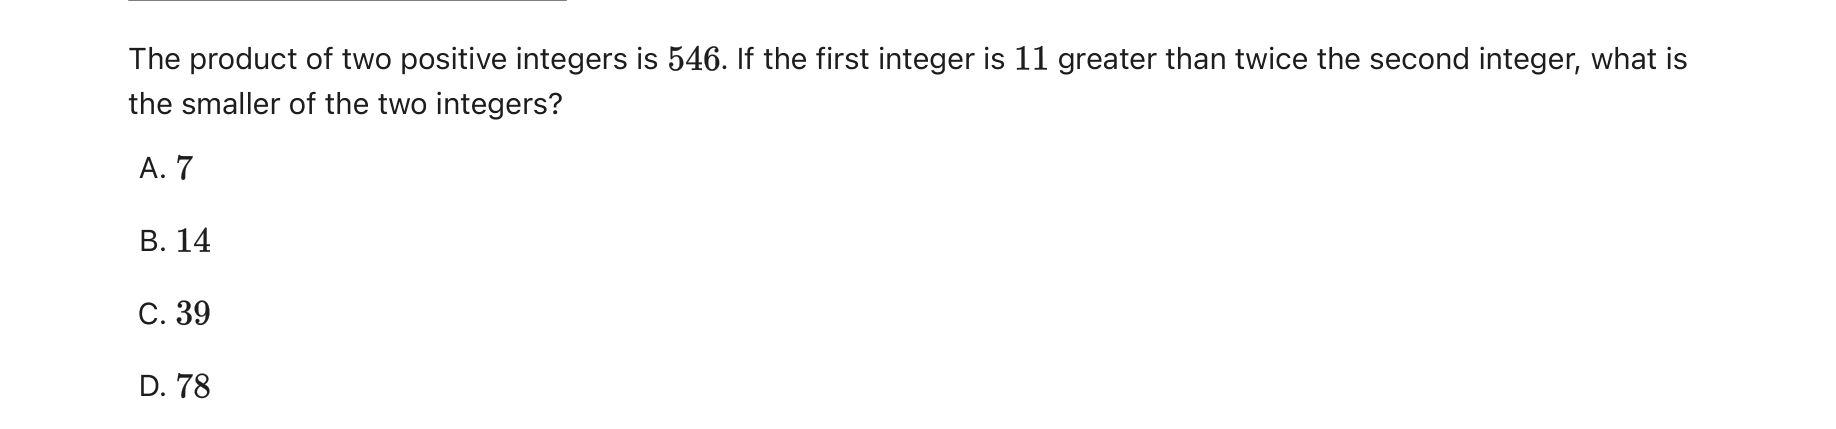 The product of two positive integers is 546. If the first integer is 11 greater than twice the second integer, what is
the smaller of the two integers?
A. 7
B. 14
C. 39
D. 78